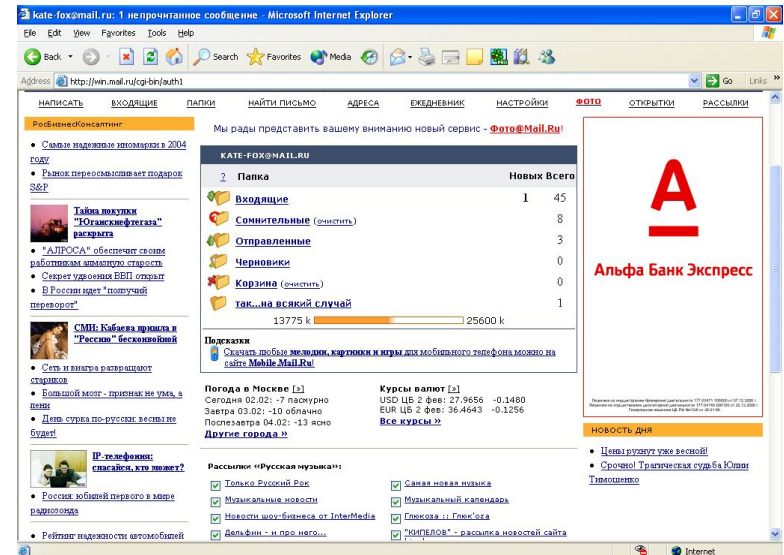 kate-fox@mail.ru: 1 непрочитанное сообщение - Microsoft Internet Explorer
File Edit View Favorites Tools Help
Back Search Favorites Media
Address http://win.mail.ru/cgi-bin/auth1 Go Links »
НАПИСАТЬ ВХОДЯЩИЕ ПАПКИ НАЙТИ ПИСЬМО АДРЕСА ЕЖЕДНЕВНИК НАСТРОЙКИ ФОТО ОТКРЫТКИ РАССЫЛКИ
РосБизнесКонсалтинг
• Самые надежные иномарки в 2004
году
• Рынок переосмысливает подарок
S&P
Тайна покупки
"Юганскнефтегаза"
раскрыта
• "АЛРОСА" обеспечит своим
работникам алмазную старость
• Секрет удвоения ВВП открыт
• В России идет "ползучий
переворот"
СМИ: Кабаева пришла в
"Россию" бесконвойной
• Сеть и виагра развращают
стариков
• Большой мозг - признак не ума, а
лени
• День сурка по-русски: весны не
будет!
IP-телефония:
спасайся, кто может?
• Россия: юбилей первого в мире
радиозонда
• Рейтинг надежности автомобилей
Мы рады представить вашему вниманию новый сервис - Фото@Mail.Ru!
KATE-FOX@MAIL.RU
? Папка Новых Всего
Входящие 1 45
Сомнительные (очистить) 8
Отправленные 3
Черновики 0
Корзина (очистить) 0
так...на всякий случай 1
13775 k 25600 k
Подсказки
Скачать любые мелодии, картинки и игры для мобильного телефона можно на
сайте Mobile.Mail.Ru!
Погода в Москве [»]
Сегодня 02.02: -7 пасмурно
Завтра 03.02: -10 облачно
Послезавтра 04.02: -13 ясно
Другие города »
Курсы валют [»]
USD ЦБ 2 фев: 27.9656 -0.1480
EUR ЦБ 2 фев: 36.4643 -0.1256
Все курсы »
Рассылки «Русская музыка»:
Только Русский Рок
Самая новая музыка
Музыкальные новости
Музыкальный календарь
Новости шоу-бизнеса от InterMedia
Глюкоза :: Глюк'oza
Дельфин - и про него...
"КИПЕЛОВ" - рассылка новостей сайта
А
Альфа Банк Экспресс
НОВОСТЬ ДНЯ
• Цены рухнут уже весной!
• Срочно! Трагическая судьба Юлии
Тимошенко
Internet